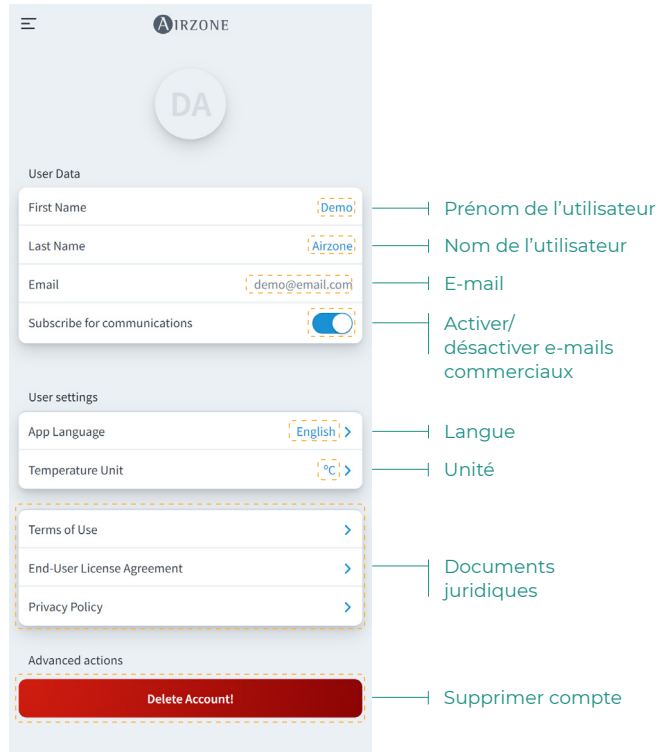 AIRZONE
DA
User Data
First Name Demo Prénom de l’utilisateur
Last Name Airzone Nom de l’utilisateur
Email demo@email.com E-mail
Subscribe for communications Activer/
désactiver e-mails
commerciaux
User settings
App Language English Langue
Temperature Unit ºC Unité
Terms of Use
End-User License Agreement Documents
juridiques
Privacy Policy
Advanced actions
Delete Account! Supprimer compte